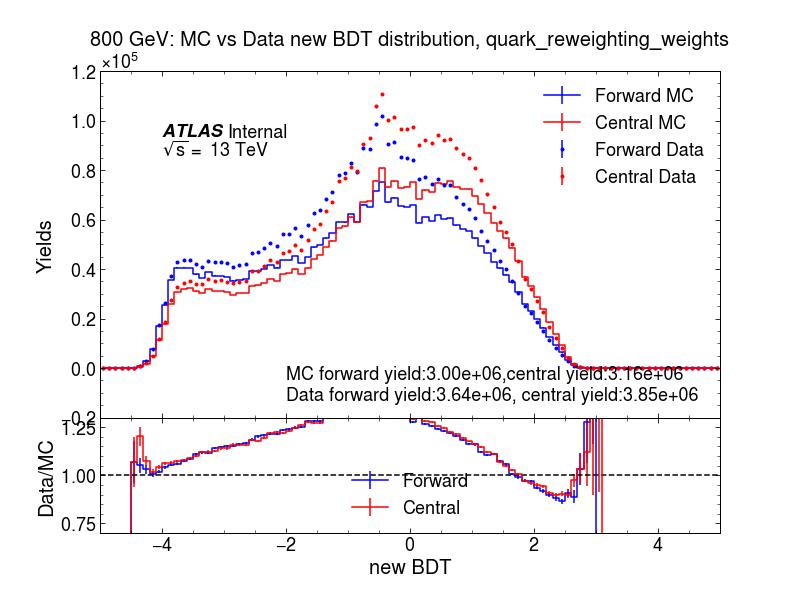 800 GeV: MC vs Data new BDT distribution, quark_reweighting_weights
×10⁵
1.2
1.0
0.8
0.6
0.4
0.2
0.0
0.2
Yields
ATLAS Internal
√s = 13 TeV
Forward MC
Central MC
Forward Data
Central Data
MC forward yield:3.00e+06,central yield:3.16e+06
Data forward yield:3.64e+06, central yield:3.85e+06
1.25
1.00
0.75
Data/MC
Forward
Central
−4
−2
0
2
4
new BDT